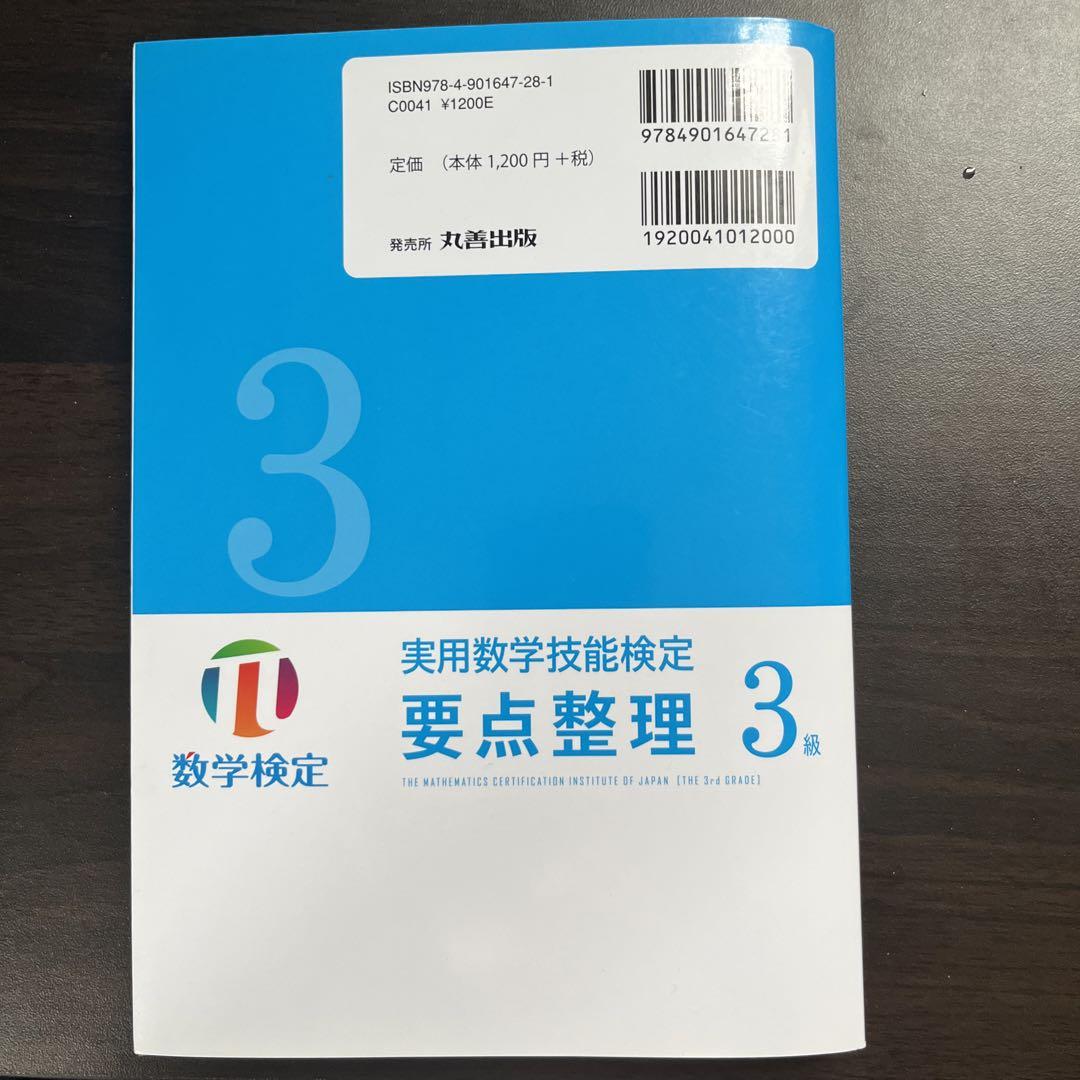 ISBN978-4-901647-28-1
C0041 ¥1200E
9784901647281
定価 （本体 1,200 円 +税）
1920041012000
発売所 丸善出版
3
実用数学技能検定
要点整理 3級
THE MATHEMATICS CERTIFICATION INSTITUTE OF JAPAN [THE 3rd GRADE]
数学検定